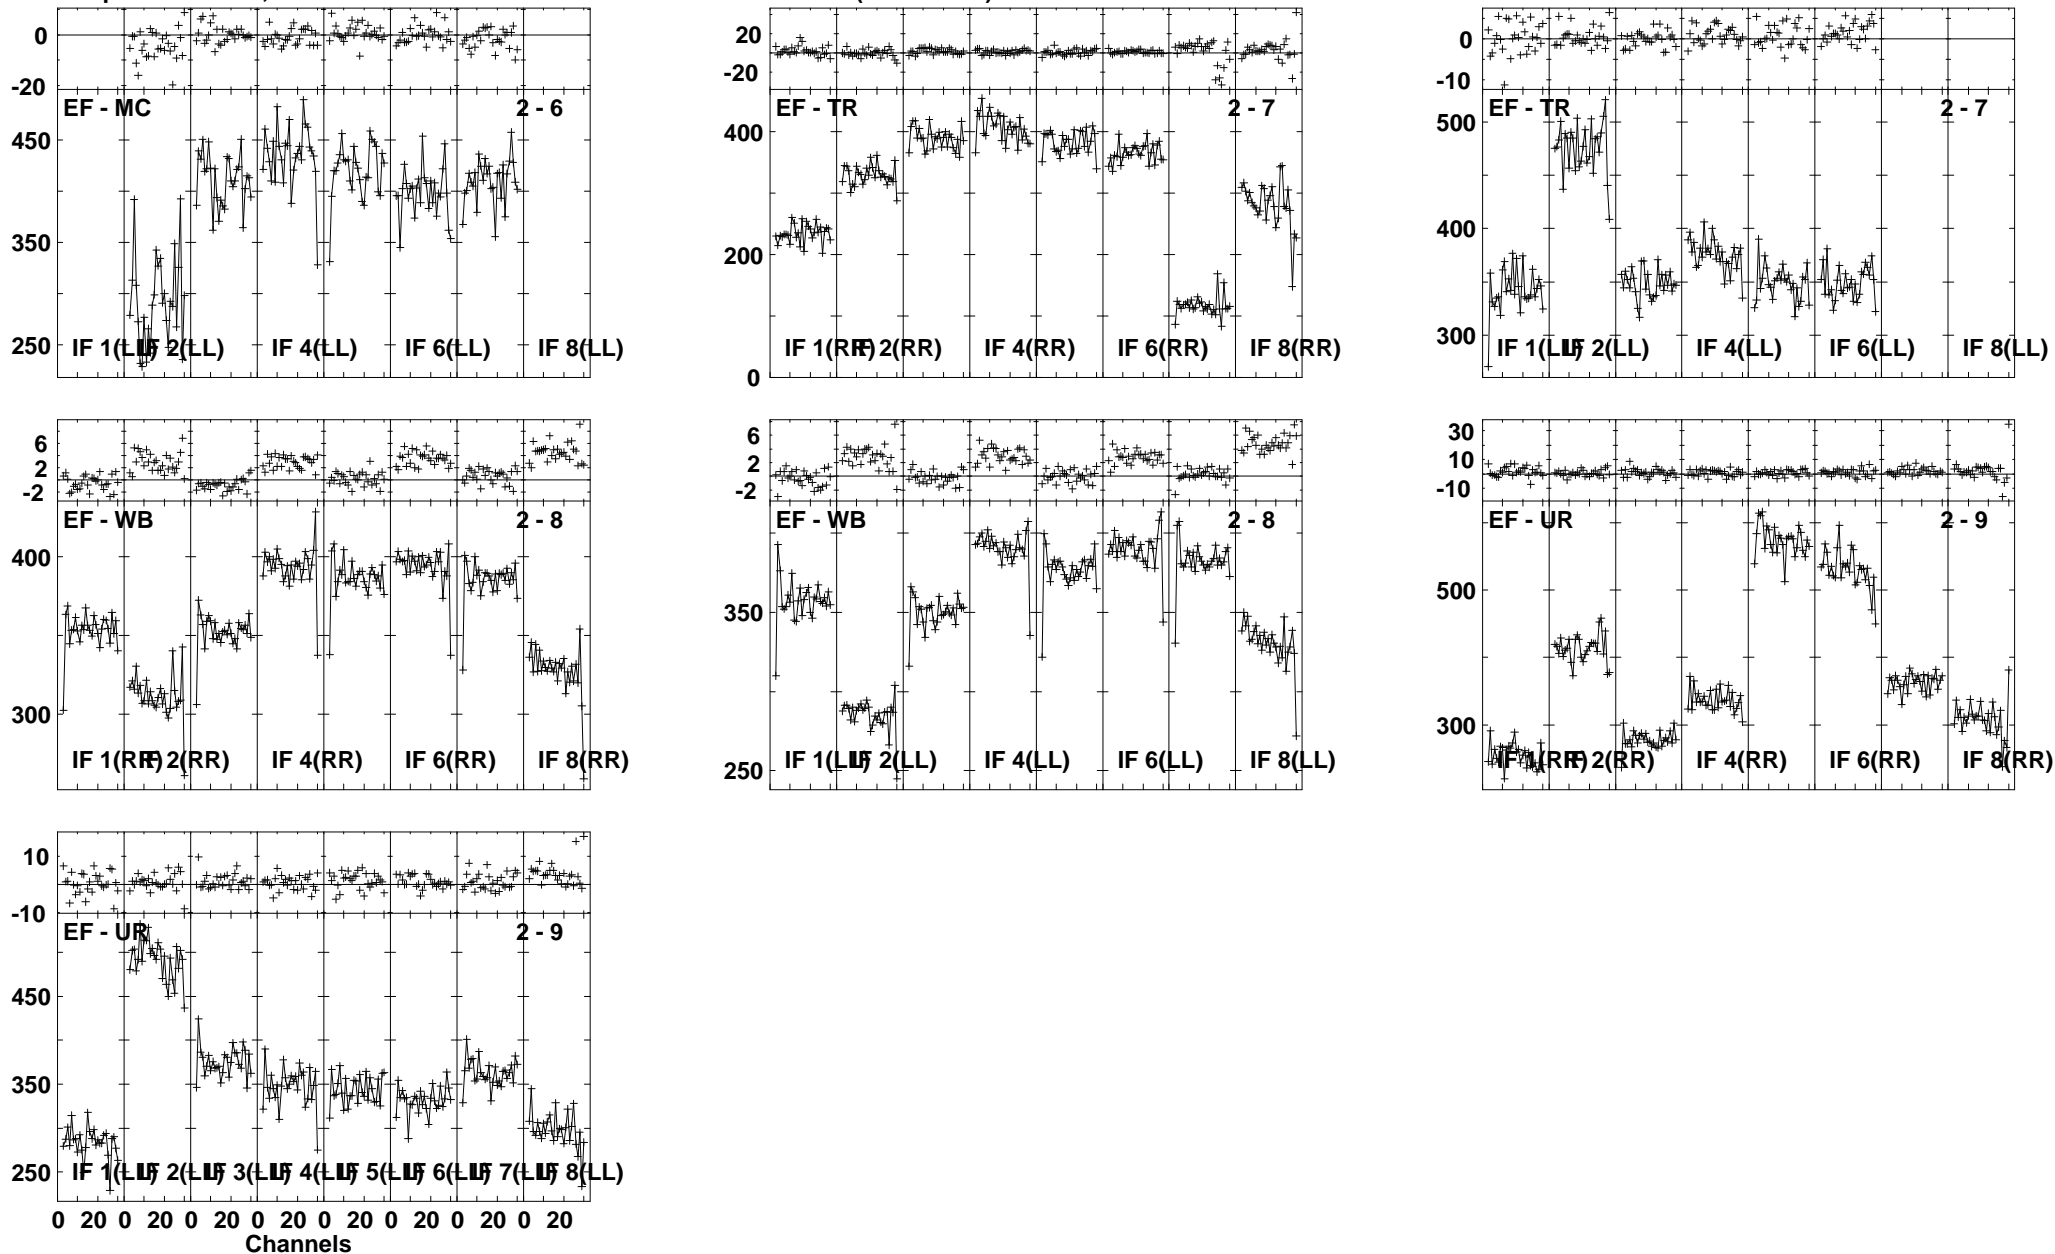 0
-20
EF - MC 2 - 6
450
350
250
IF 1(LL) IF 2(LL) IF 4(LL) IF 6(LL) IF 8(LL)
20
-20
EF - TR 2 - 7
400
200
0
IF 1(RR) IF 2(RR) IF 4(RR) IF 6(RR) IF 8(RR)
0
-10
EF - TR 2 - 7
500
400
300
IF 1(LL) IF 2(LL) IF 4(LL) IF 6(LL) IF 8(LL)
6
2
-2
EF - WB 2 - 8
400
300
IF 1(RR) IF 2(RR) IF 4(RR) IF 6(RR) IF 8(RR)
6
2
-2
EF - WB 2 - 8
350
250
IF 1(LL) IF 2(LL) IF 4(LL) IF 6(LL) IF 8(LL)
30
10
-10
EF - UR 2 - 9
500
300
IF 1(RR) IF 2(RR) IF 4(RR) IF 6(RR) IF 8(RR)
10
-10
EF - UR 2 - 9
450
350
250
IF 1(LL) IF 2(LL) IF 3(LL) IF 4(LL) IF 5(LL) IF 6(LL) IF 7(LL) IF 8(LL)
0 20 0 20 0 20 0 20 0 20 0 20 0 20 0 20
Channels